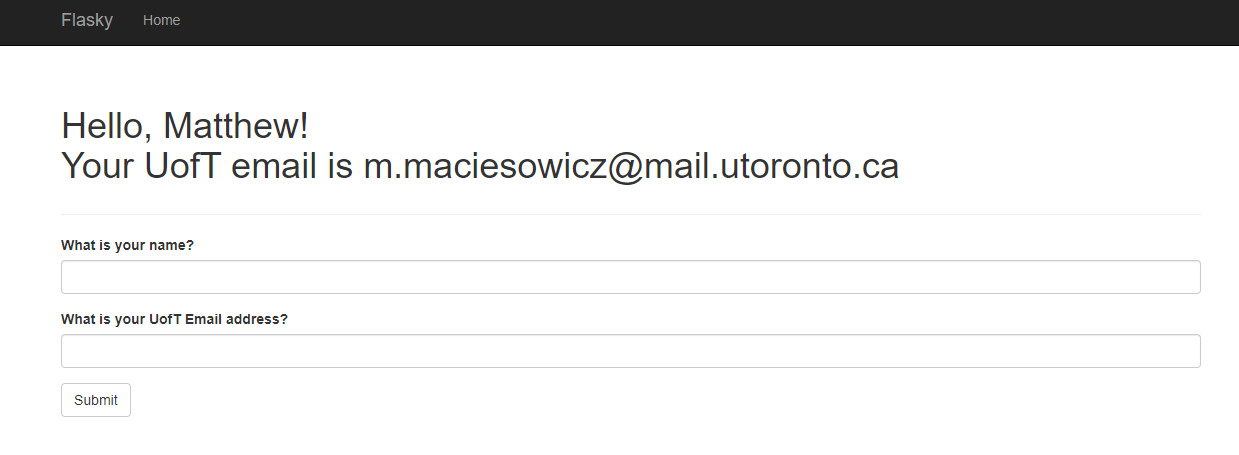 Flasky Home
Hello, Matthew!
Your UofT email is m.maciesowicz@mail.utoronto.ca
What is your name?
What is your UofT Email address?
Submit